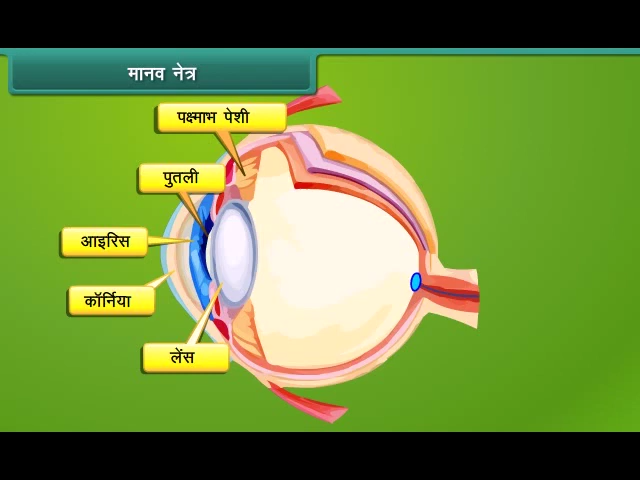 मानव नेत्र
पक्ष्माभ पेशी
पुतली
आइरिस
कॉर्निया
लेंस